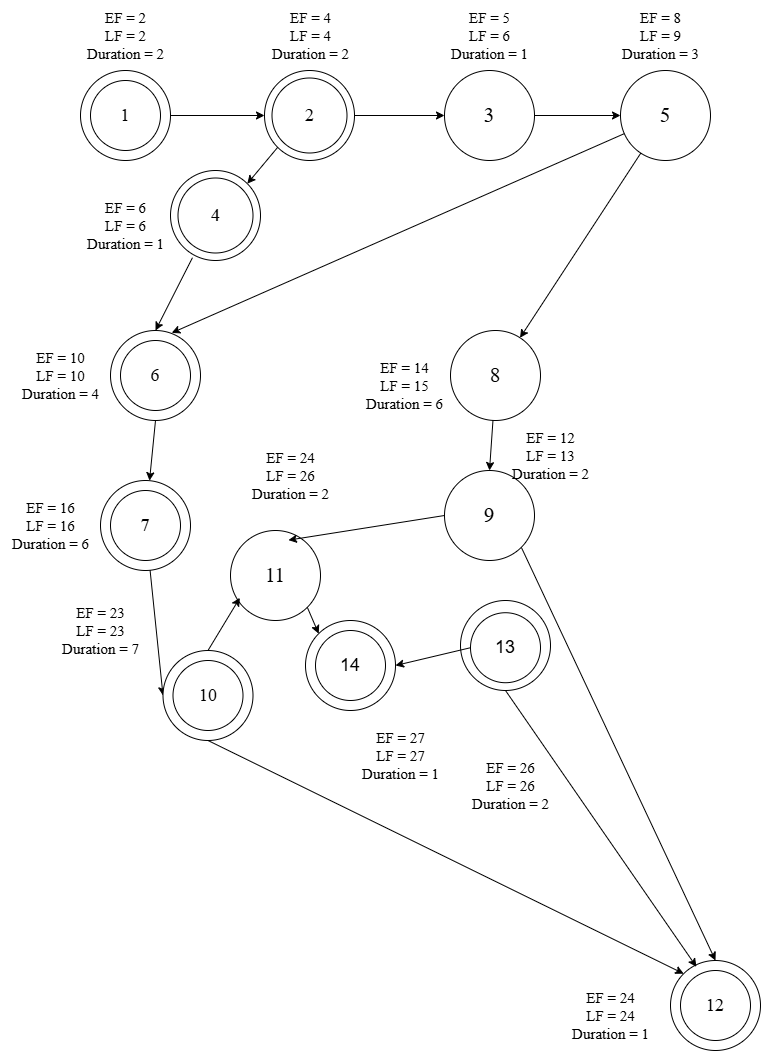 EF = 2
LF = 2
Duration = 2
EF = 4
LF = 4
Duration = 2
EF = 5
LF = 6
Duration = 1
EF = 8
LF = 9
Duration = 3
1
2
3
5
EF = 6
LF = 6
Duration = 1
4
EF = 10
LF = 10
Duration = 4
6
EF = 14
LF = 15
Duration = 6
8
EF = 12
LF = 13
Duration = 2
EF = 24
LF = 26
Duration = 2
EF = 16
LF = 16
Duration = 6
7
9
11
EF = 23
LF = 23
Duration = 7
10
14
13
EF = 27
LF = 27
Duration = 1
EF = 26
LF = 26
Duration = 2
EF = 24
LF = 24
Duration = 1
12